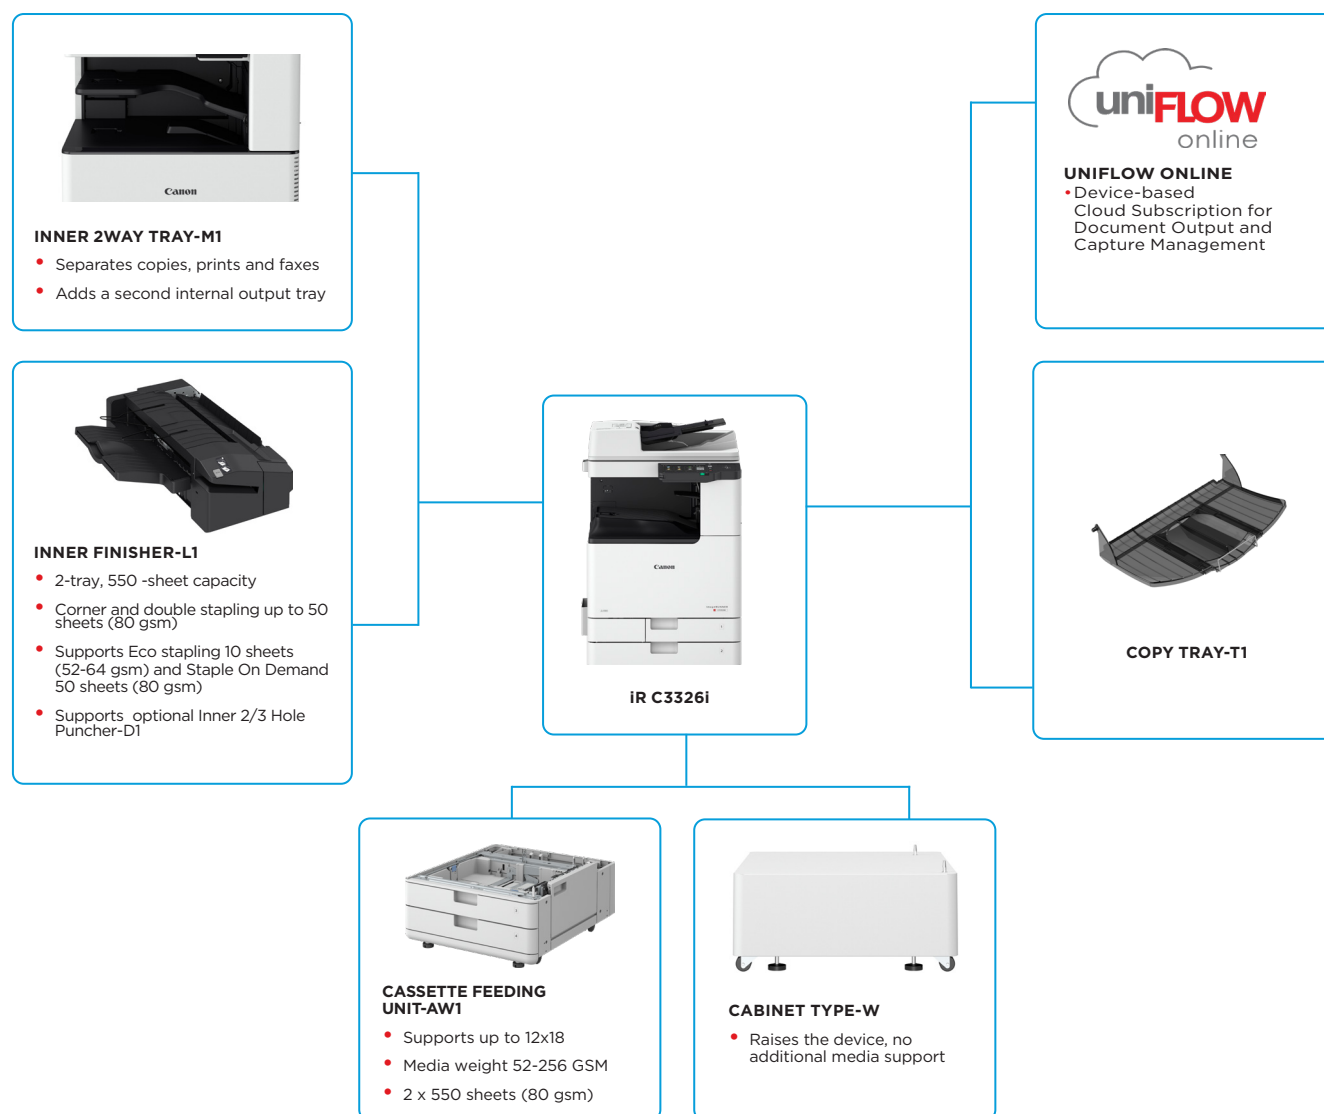 Canon
INNER 2WAY TRAY-M1
• Separates copies, prints and faxes
• Adds a second internal output tray
INNER FINISHER-L1
• 2-tray, 550 -sheet capacity
• Corner and double stapling up to 50
sheets (80 gsm)
• Supports Eco stapling 10 sheets
(52-64 gsm) and Staple On Demand
50 sheets (80 gsm)
• Supports optional Inner 2/3 Hole
Puncher-D1
Canon
iR C3326i
uniFLOW
online
UNIFLOW ONLINE
• Device-based
Cloud Subscription for
Document Output and
Capture Management
COPY TRAY-T1
CASSETTE FEEDING
UNIT-AW1
• Supports up to 12x18
• Media weight 52-256 GSM
• 2 x 550 sheets (80 gsm)
CABINET TYPE-W
• Raises the device, no
additional media support